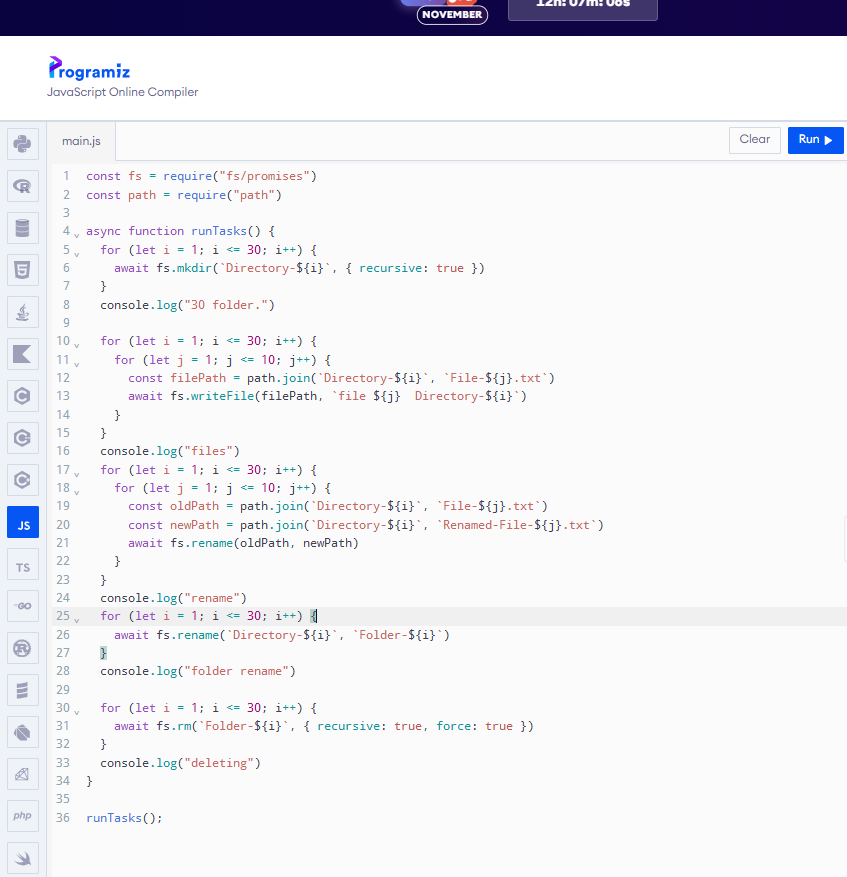 NOVEMBER
12h: 07m: 06s
Programiz
JavaScript Online Compiler
main.js
Clear
Run
1 const fs = require("fs/promises")
2 const path = require("path")
3
4 async function runTasks() {
5 for (let i = 1; i <= 30; i++) {
6 await fs.mkdir(`Directory-${i}`, { recursive: true })
7 }
8 console.log("30 folder.")
9
10 for (let i = 1; i <= 30; i++) {
11 for (let j = 1; j <= 10; j++) {
12 const filePath = path.join(`Directory-${i}`, `File-${j}.txt`)
13 await fs.writeFile(filePath, `file ${j}  Directory-${i}`)
14 }
15 }
16 console.log("files")
17 for (let i = 1; i <= 30; i++) {
18 for (let j = 1; j <= 10; j++) {
19 const oldPath = path.join(`Directory-${i}`, `File-${j}.txt`)
20 const newPath = path.join(`Directory-${i}`, `Renamed-File-${j}.txt`)
21 await fs.rename(oldPath, newPath)
22 }
23 }
24 console.log("rename")
25 for (let i = 1; i <= 30; i++) {
26 await fs.rename(`Directory-${i}`, `Folder-${i}`)
27 }
28 console.log("folder rename")
29
30 for (let i = 1; i <= 30; i++) {
31 await fs.rm(`Folder-${i}`, { recursive: true, force: true })
32 }
33 console.log("deleting")
34 }
35
36 runTasks();
JS
TS
GO
php